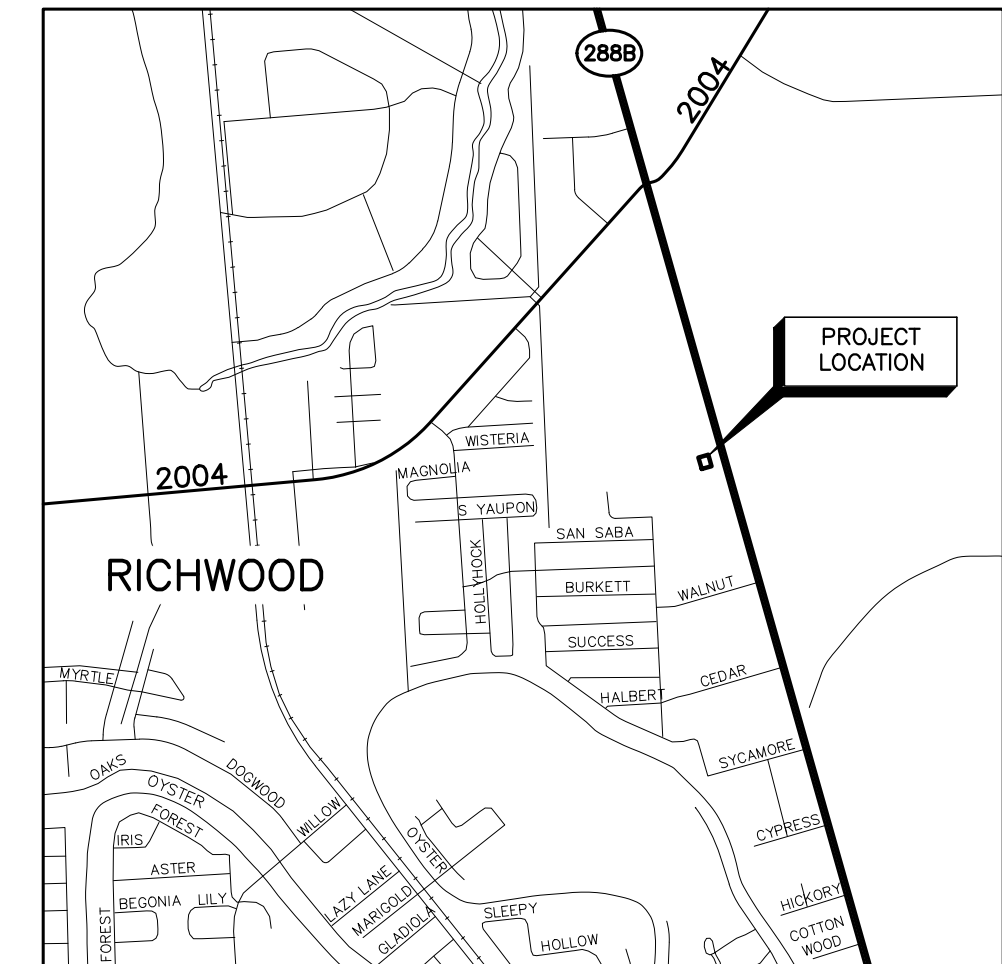 288B
2004
PROJECT
LOCATION
WISTERIA
MAGNOLIA
2004
S YAUPON
SAN SABA
RICHWOOD
HOLLYHOCK
BURKETT
WALNUT
SUCCESS
MYRTLE
CEDAR
HALBERT
OAKS
DOGWOOD
SYCAMORE
OYSTER
FOREST
WILLOW
OYSTER
CYPRESS
IRIS
ASTER
LAZY LANE
MARIGOLD
GLADIOLA
BEGONIA
LILY
FOREST
SLEEPY
HOLLOW
HICKORY
COTTON
WOOD